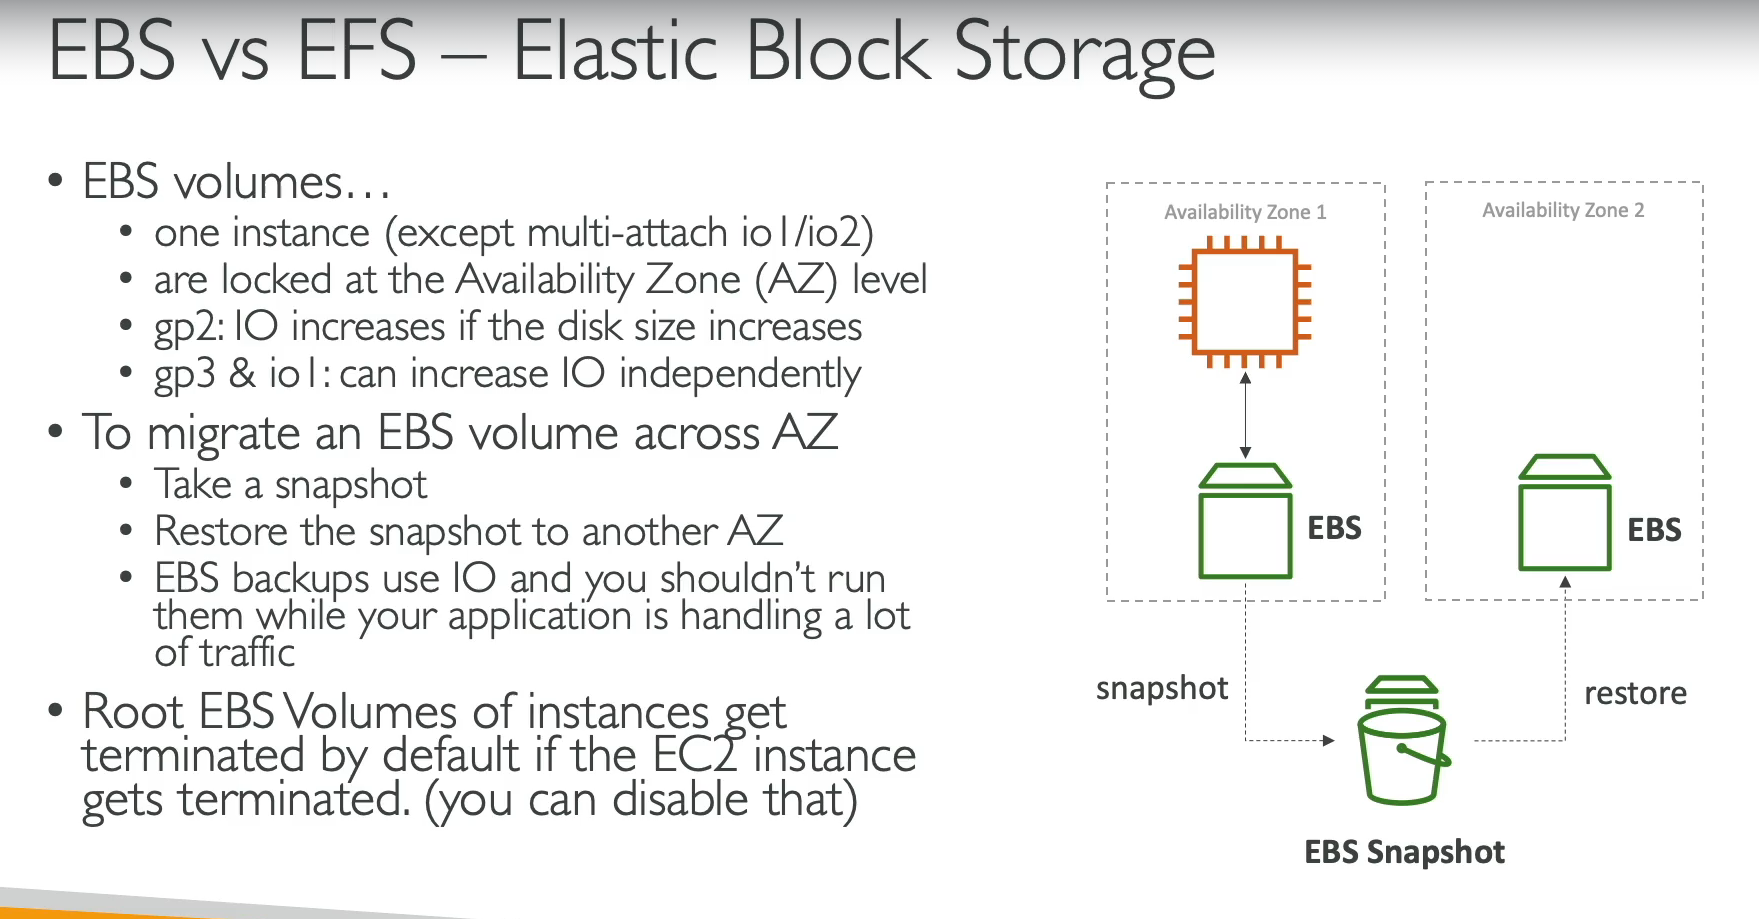 EBS vs EFS – Elastic Block Storage
• EBS volumes…
• one instance (except multi-attach io1/io2)
• are locked at the Availability Zone (AZ) level
• gp2: IO increases if the disk size increases
• gp3 & io1: can increase IO independently
• To migrate an EBS volume across AZ
• Take a snapshot
• Restore the snapshot to another AZ
• EBS backups use IO and you shouldn’t run
them while your application is handling a lot
of traffic
• Root EBS Volumes of instances get
terminated by default if the EC2 instance
gets terminated. (you can disable that)
Availability Zone 1
EBS
Availability Zone 2
EBS
snapshot
restore
EBS Snapshot